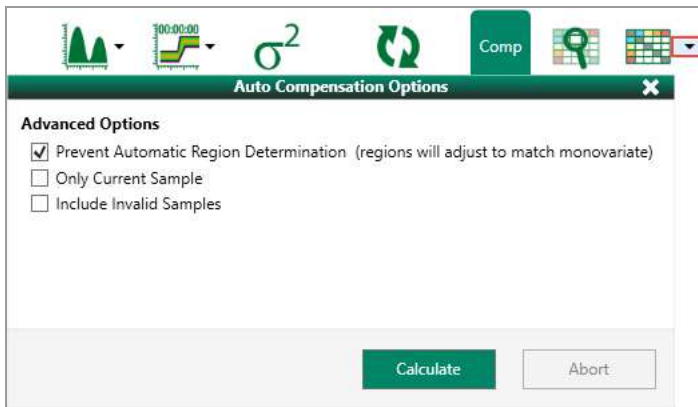 00:00:00
σ2
Comp
Auto Compensation Options
Advanced Options
Prevent Automatic Region Determination (regions will adjust to match monovariate)
Only Current Sample
Include Invalid Samples
Calculate
Abort